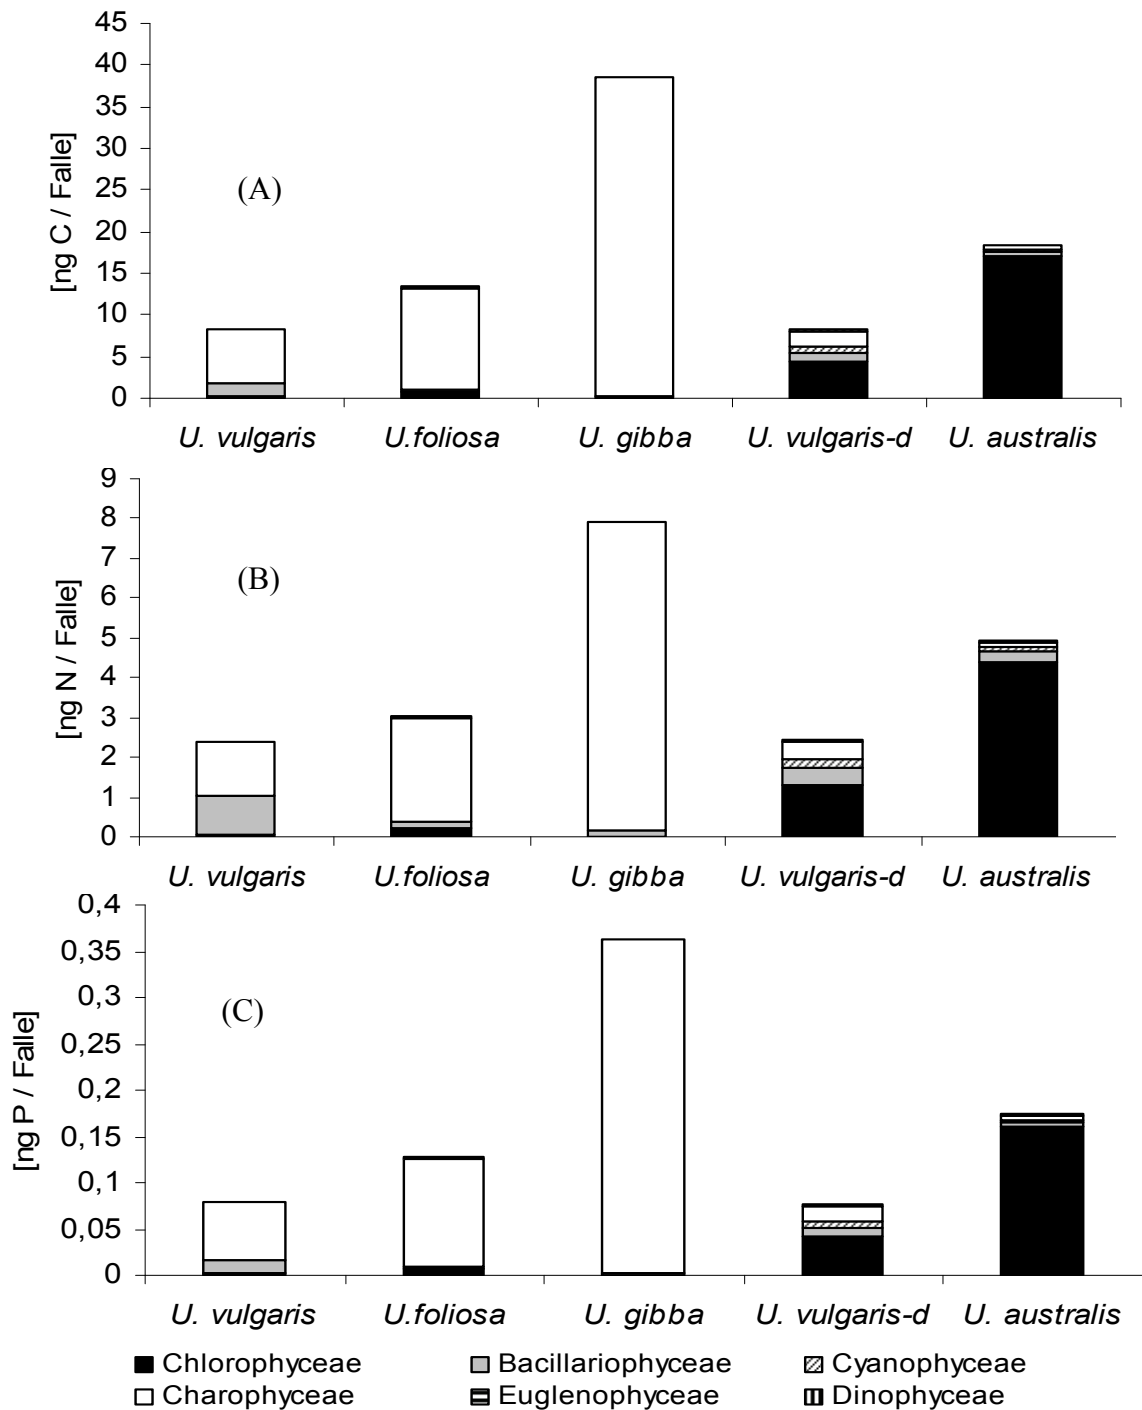 45
40
35
30
25
20
15
10
5
0
[ng C / Falle]
(A)
U. vulgaris U.foliosa U. gibba U. vulgaris-d U. australis
9
8
7
6
5
4
3
2
1
0
[ng N / Falle]
(B)
U. vulgaris U.foliosa U. gibba U. vulgaris-d U. australis
0,4
0,35
0,3
0,25
0,2
0,15
0,1
0,05
0
[ng P / Falle]
(C)
U. vulgaris U.foliosa U. gibba U. vulgaris-d U. australis
Chlorophyceae Bacillariophyceae Cyanophyceae
Charophyceae Euglenophyceae Dinophyceae